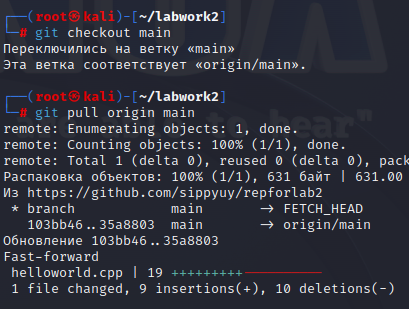 ┌──(root㉿kali)-[~/labwork2]
└─# git checkout main
Переключились на ветку «main»
Эта ветка соответствует «origin/main».
┌──(root㉿kali)-[~/labwork2]
└─# git pull origin main
remote: Enumerating objects: 1, done.
remote: Counting objects: 100% (1/1), done.
remote: Total 1 (delta 0), reused 0 (delta 0), pack
Распаковка объектов: 100% (1/1), 631 байт | 631.00
Из https://github.com/sippyuy/repforlab2
 * branch            main       -> FETCH_HEAD
   103bb46..35a8803  main       -> origin/main
Обновление 103bb46..35a8803
Fast-forward
 helloworld.cpp | 19 +++++++++----------
 1 file changed, 9 insertions(+), 10 deletions(-)